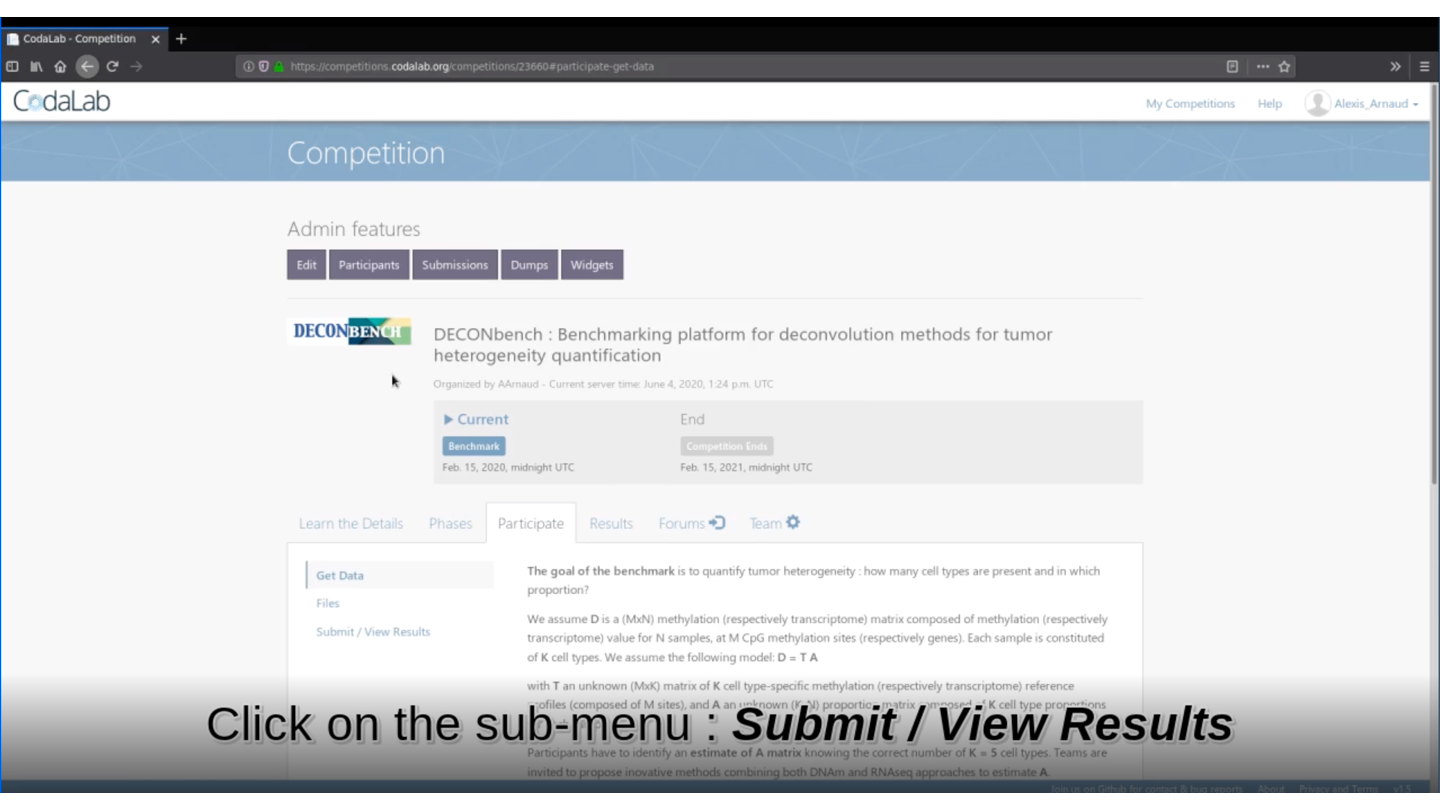 CodaLab - Competition
https://competitions.codalab.org/competitions/23660#participate-get-data
CodaLab
My Competitions Help Alexis_Arnaud
Competition
Admin features
Edit Participants Submissions Dumps Widgets
DECONBENCH
DECONbench : Benchmarking platform for deconvolution methods for tumor
heterogeneity quantification
Organized by AArnaud - Current server time: June 4, 2020, 1:24 p.m. UTC
Current End
Benchmark Competition Ends
Feb. 15, 2020, midnight UTC Feb. 15, 2021, midnight UTC
Learn the Details Phases Participate Results Forums Team
Get Data
Files
Submit / View Results
The goal of the benchmark is to quantify tumor heterogeneity : how many cell types are present and in which
proportion?
We assume D is a (MxN) methylation (respectively transcriptome) matrix composed of methylation (respectively
transcriptome) value for N samples, at M CpG methylation sites (respectively genes). Each sample is constituted
of K cell types. We assume the following model: D = T A
with T an unknown (MxK) matrix of K cell type-specific methylation (respectively transcriptome) reference
profiles (composed of M sites), and A an unknown (KxN) proportion matrix composed of K cell type proportions
Click on the sub-menu : Submit / View Results
Participants have to identify an estimate of A matrix knowing the correct number of K = 5 cell types. Teams are
invited to propose inovative methods combining both DNAm and RNAseq approaches to estimate A.
Join us on Github for contact & bug reports About Privacy and Terms v1.5